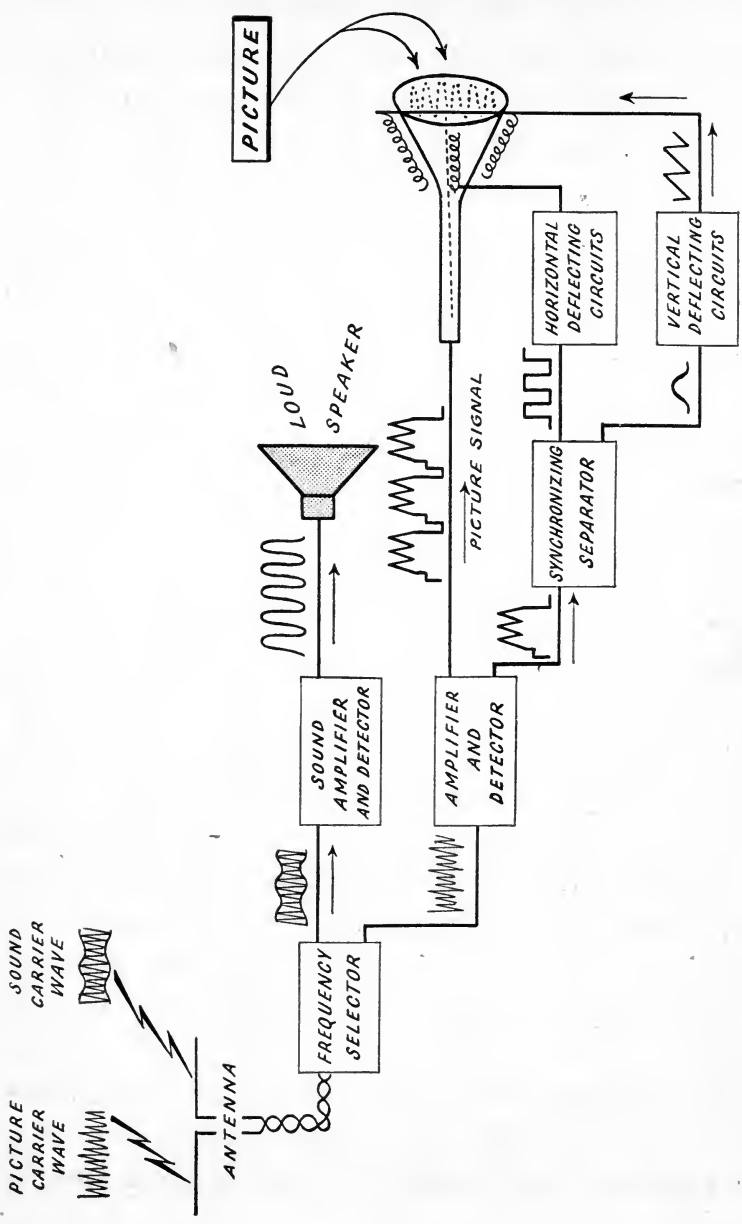 PICTURE
CARRIER
WAVE
SOUND
CARRIER
WAVE
ANTENNA
FREQUENCY
SELECTOR
SOUND
AMPLIFIER
AND DETECTOR
LOUD
SPEAKER
PICTURE
AMPLIFIER
AND
DETECTOR
PICTURE SIGNAL
SYNCHRONIZING
SEPARATOR
HORIZONTAL
DEFLECTING
CIRCUITS
VERTICAL
DEFLECTING
CIRCUITS